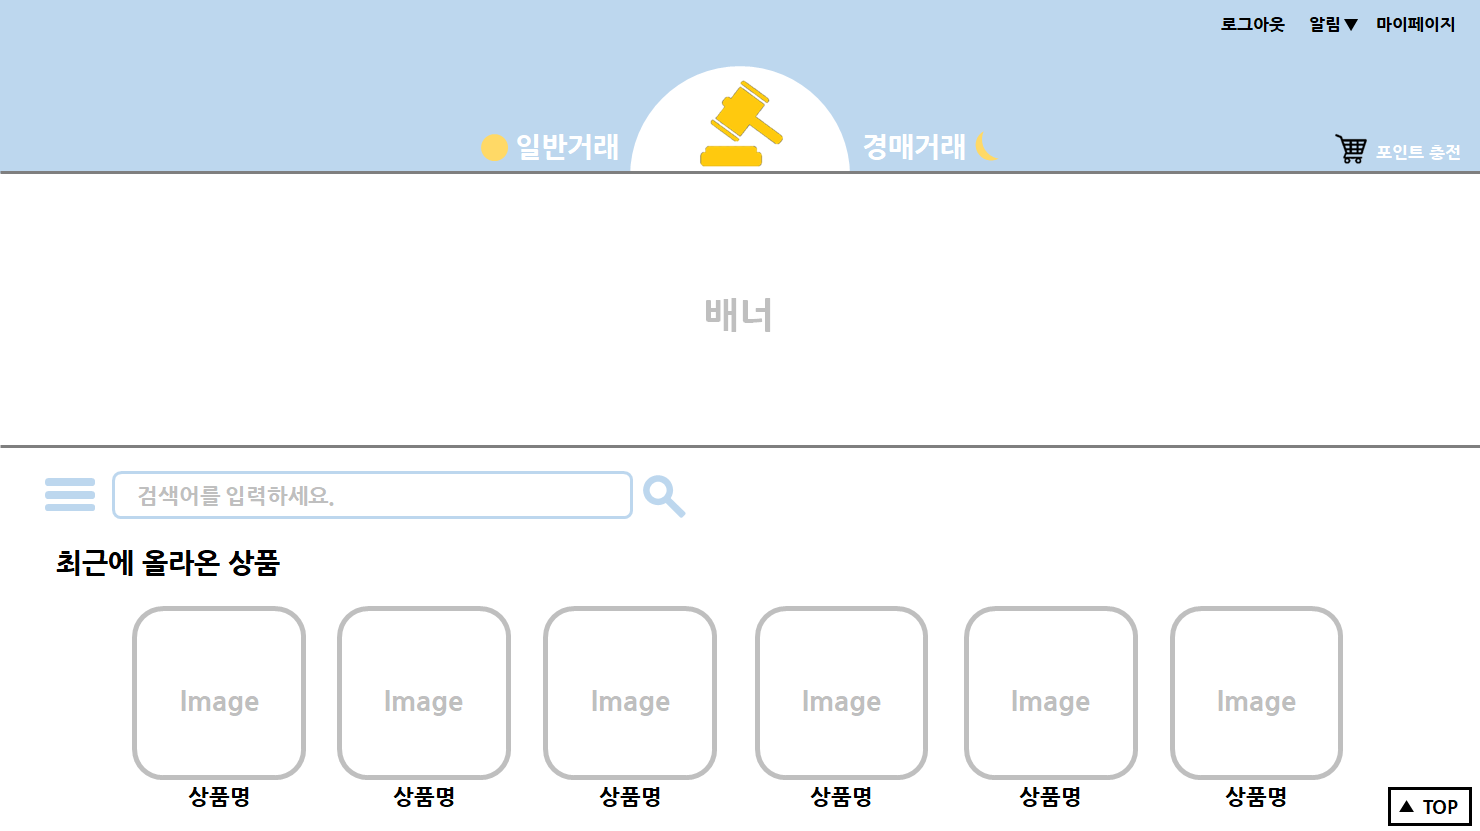 로그아웃 알림▼ 마이페이지
일반거래 경매거래 포인트 충전
배너
검색어를 입력하세요.
최근에 올라온 상품
Image Image Image Image Image Image
상품명 상품명 상품명 상품명 상품명 상품명
▲ TOP